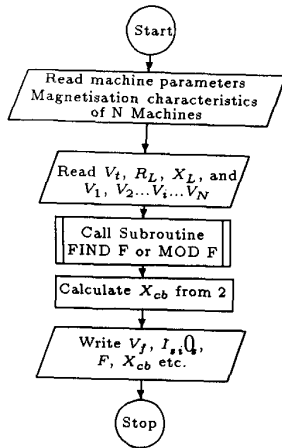 Start
Read machine parameters
Magnetisation characteristics
of N Machines
Read V_t, R_L, X_L, and
V_1, V_2...V_i...V_N
Call Subroutine
FIND F or MOD F
Calculate X_cb from 2
Write V_f, I_si
F, X_cb etc.
Stop